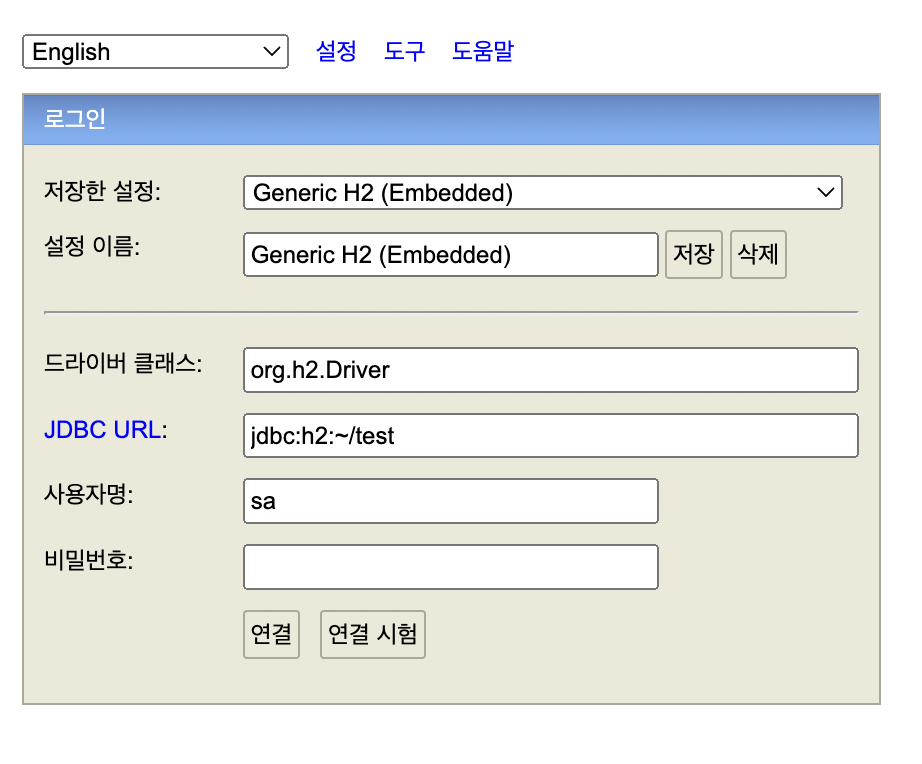 English 설정 도구 도움말
로그인
저장한 설정: Generic H2 (Embedded)
설정 이름: Generic H2 (Embedded) 저장 삭제
드라이버 클래스: org.h2.Driver
JDBC URL: jdbc:h2:~/test
사용자명: sa
비밀번호:
연결 연결 시험